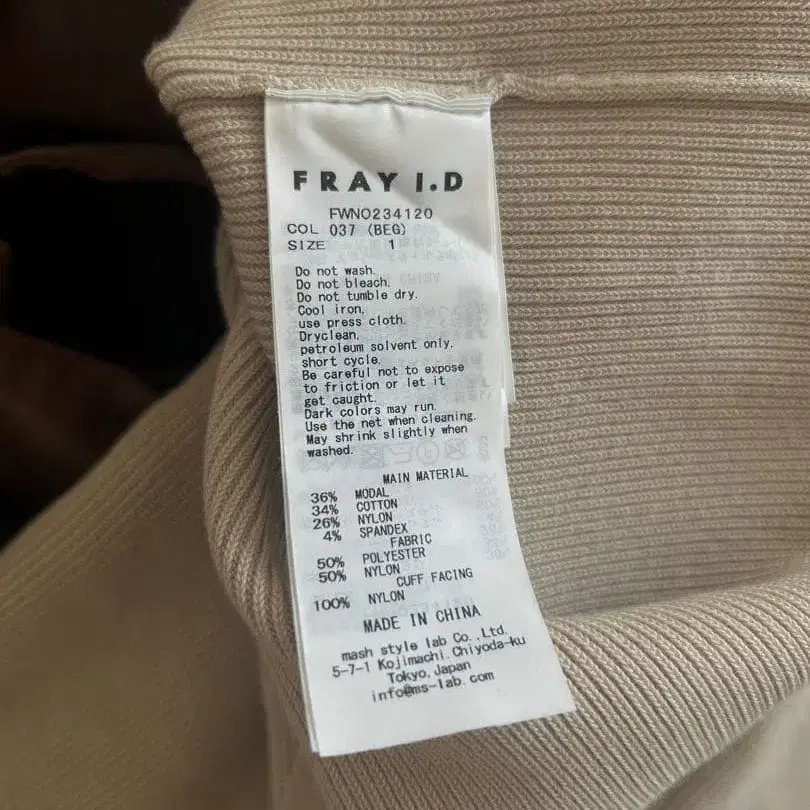 FRAY I.D
FWNO234120
COL 037 (BEG)
SIZE 1
Do not wash.
Do not bleach.
Do not tumble dry.
Cool iron,
use press cloth.
Dryclean,
petroleum solvent only,
short cycle.
Be careful not to expose
to friction or let it
get caught.
Dark colors may run.
Use the net when cleaning.
May shrink slightly when
washed.
MAIN MATERIAL
36% MODAL
34% COTTON
26% NYLON
4% SPANDEX
FABRIC
50% POLYESTER
50% NYLON
CUFF FACING
100% NYLON
MADE IN CHINA
mash style lab Co.,Ltd.
5-7-1 Kojimachi,Chiyoda-ku
Tokyo,Japan
info@ms-lab.com